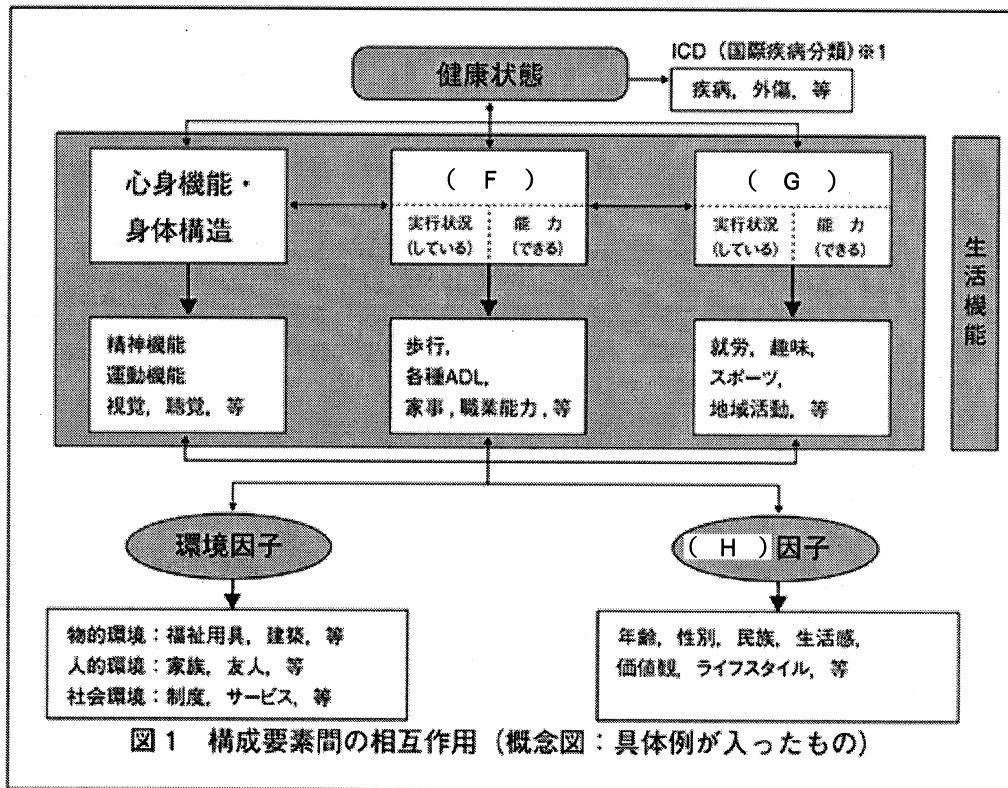 健康状態
ICD（国際疾病分類）※1
疾病，外傷，等
心身機能・
身体構造
（ F ）
実行状況
(している)
能 力
(できる)
（ G ）
実行状況
(している)
能 力
(できる)
生活機能
精神機能
運動機能
視覚，聴覚，等
歩行，
各種ADL，
家事，職業能力，等
就労，趣味，
スポーツ，
地域活動，等
環境因子
（ H ）因子
物的環境：福祉用具，建築，等
人的環境：家族，友人，等
社会環境：制度，サービス，等
年齢，性別，民族，生活感，
価値観，ライフスタイル，等
図1 構成要素間の相互作用（概念図：具体例が入ったもの）